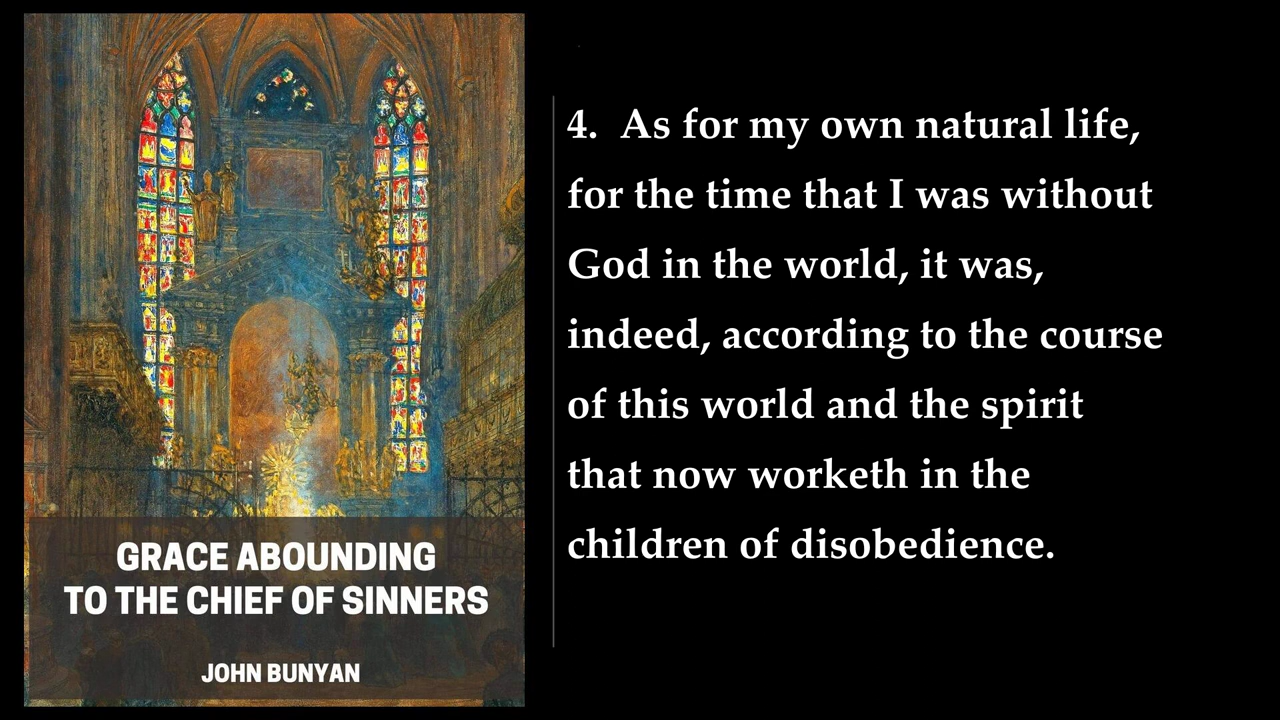 GRACE ABOUNDING
TO THE CHIEF OF SINNERS
JOHN BUNYAN
4. As for my own natural life,
for the time that I was without
God in the world, it was,
indeed, according to the course
of this world and the spirit
that now worketh in the
children of disobedience.